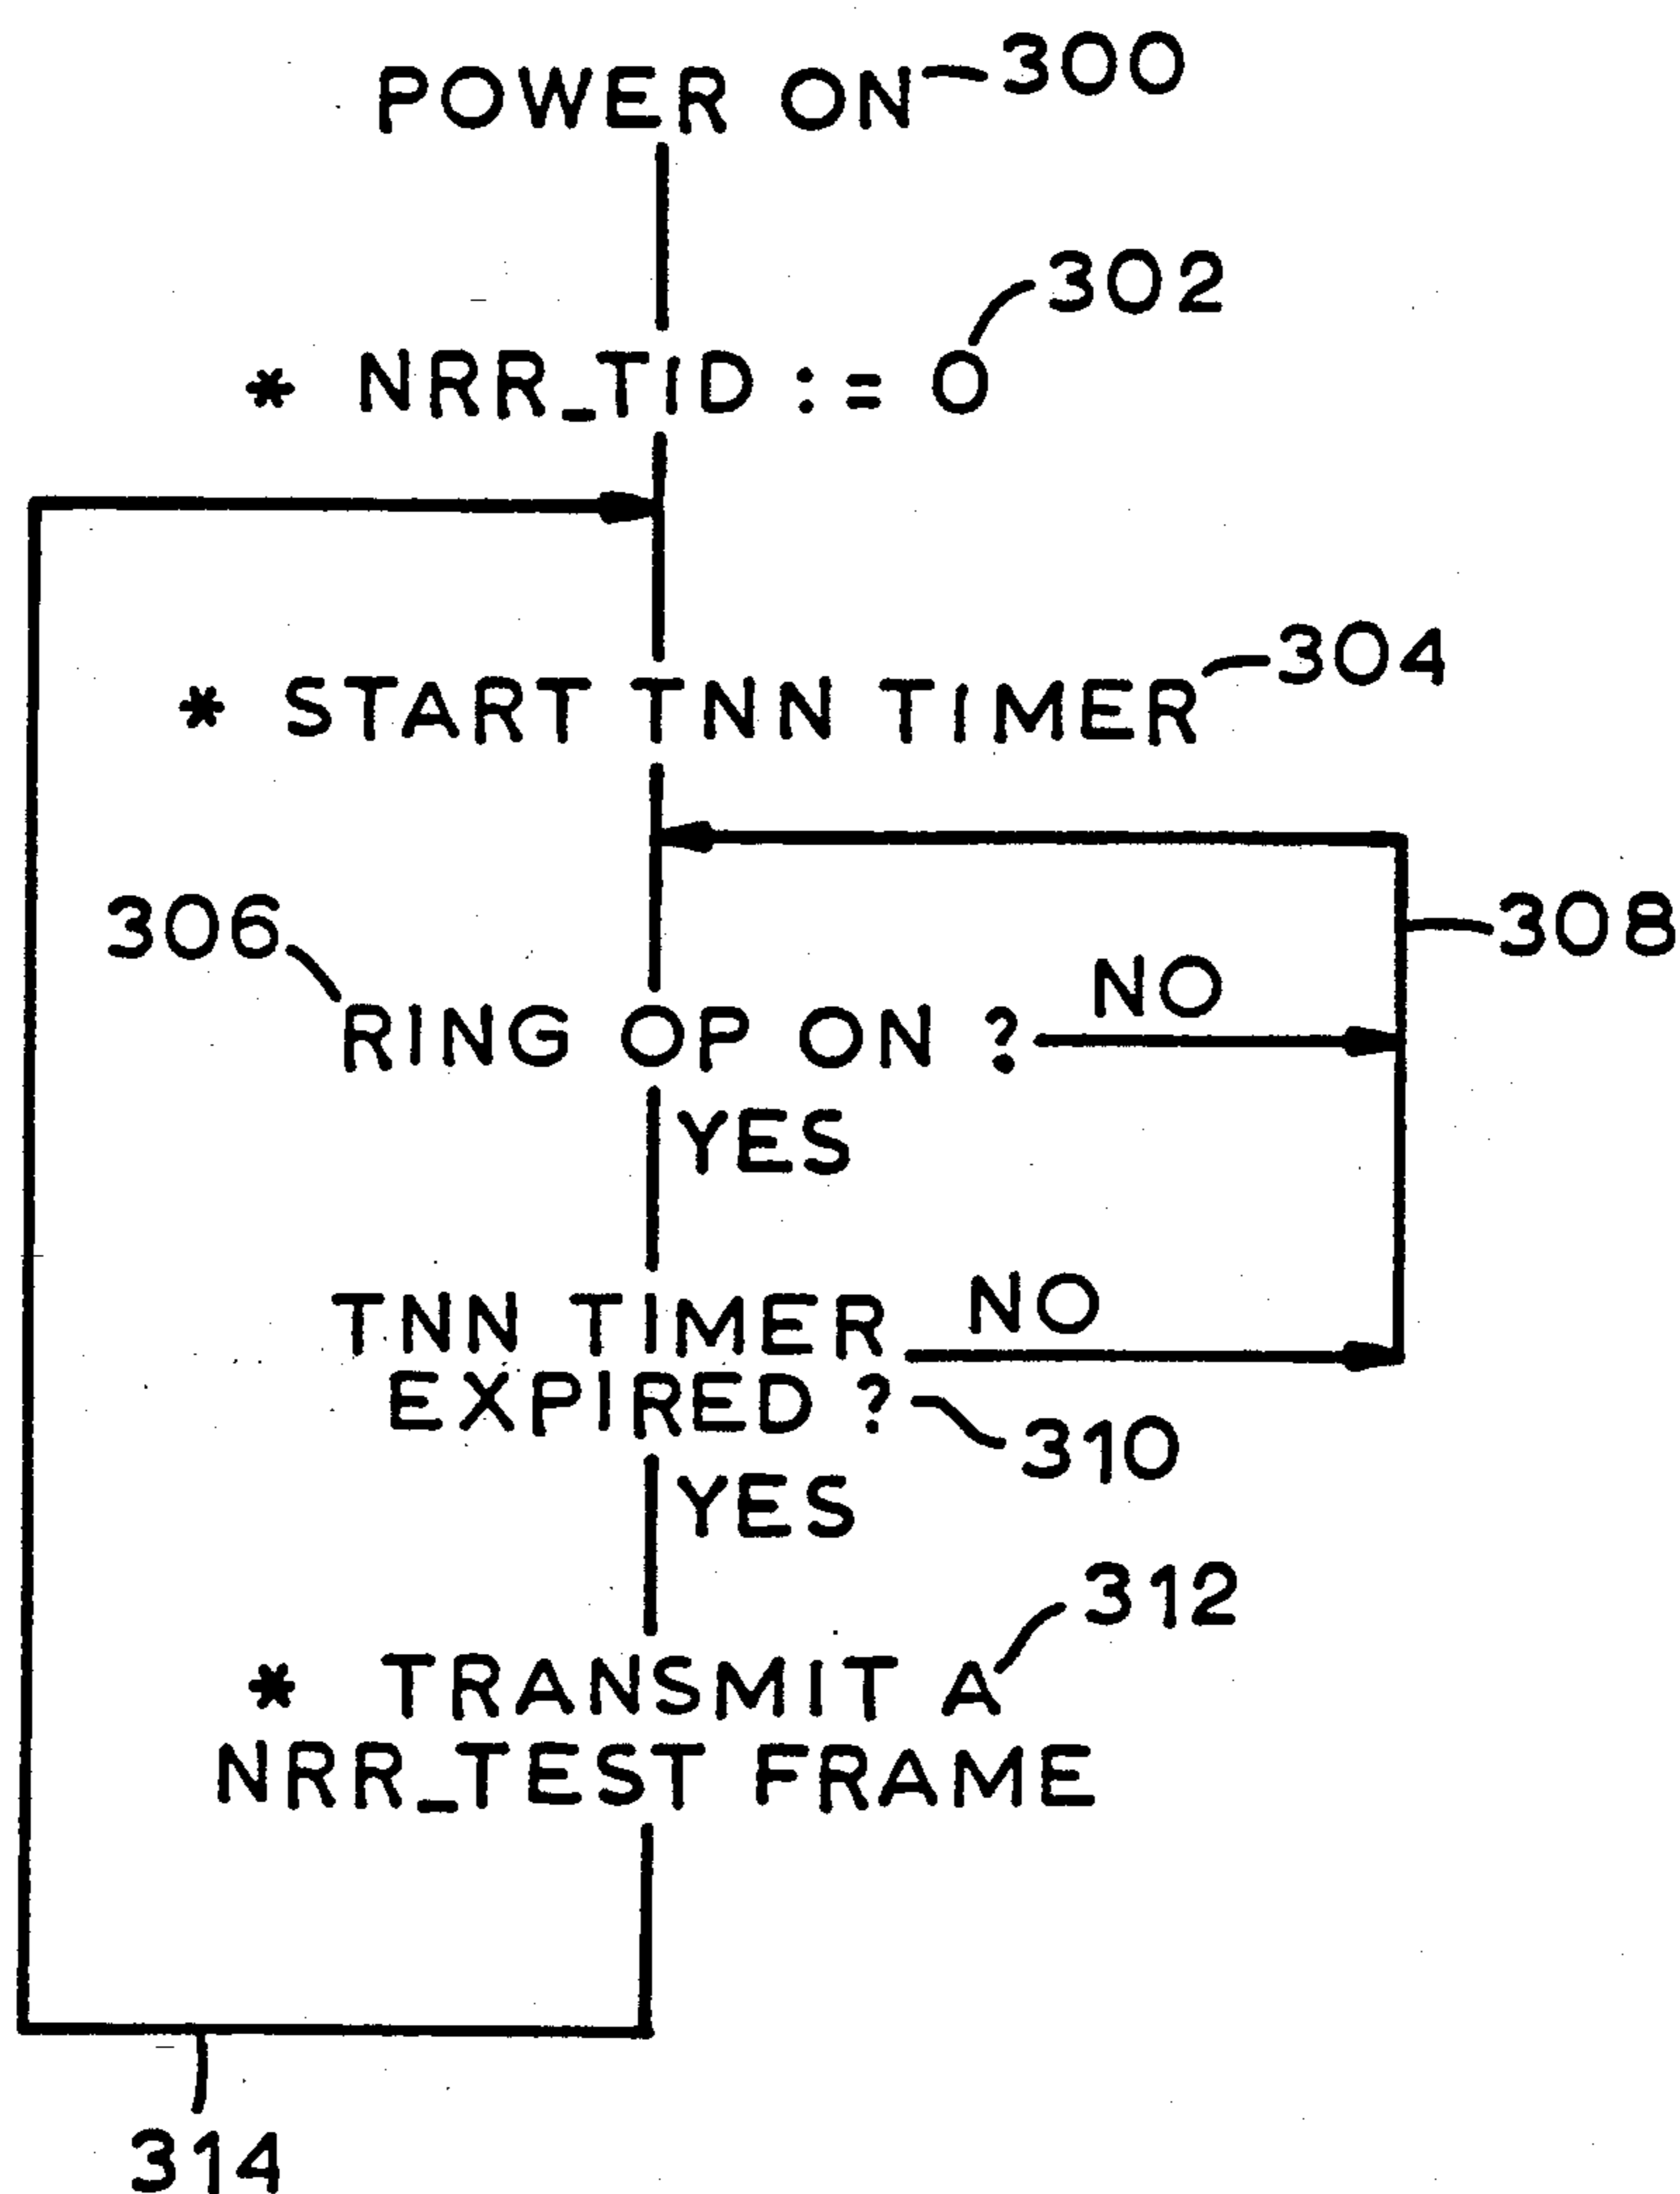 POWER ON 300
302
* NRR_TID := 0
* START TNN TIMER 304
306
308
NO
RING OP ON ?
YES
TNN TIMER NO
EXPIRED ?
310
YES
312
* TRANSMIT A
NRR_TEST FRAME
314